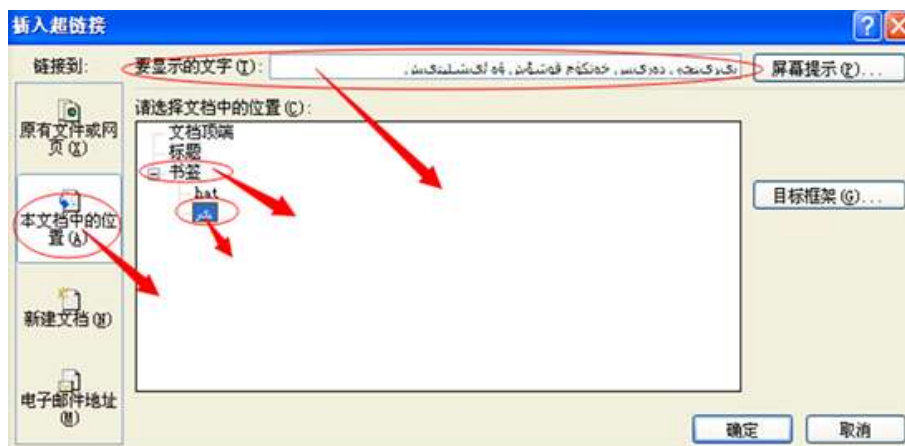 插入超链接
链接到:
要显示的文字(T):
屏幕提示(P)...
原有文件或网页(X)
请选择文档中的位置(C):
文档顶端
标题
书签
hat
本文档中的位置(A)
目标框架(G)...
新建文档(N)
电子邮件地址(M)
确定
取消